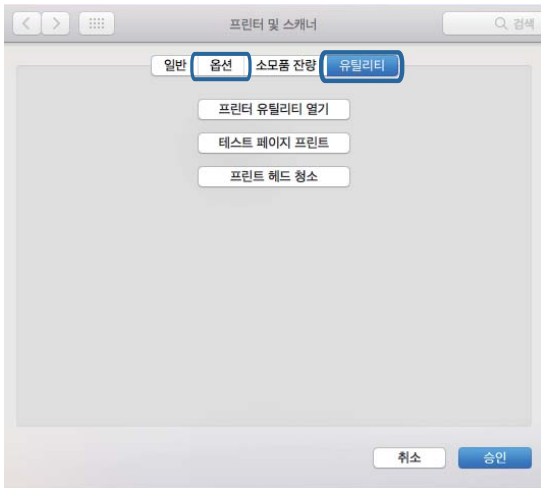 프린터 및 스캐너
검색
일반 옵션 소모품 잔량 유틸리티
프린터 유틸리티 열기
테스트 페이지 프린트
프린트 헤드 청소
취소 승인